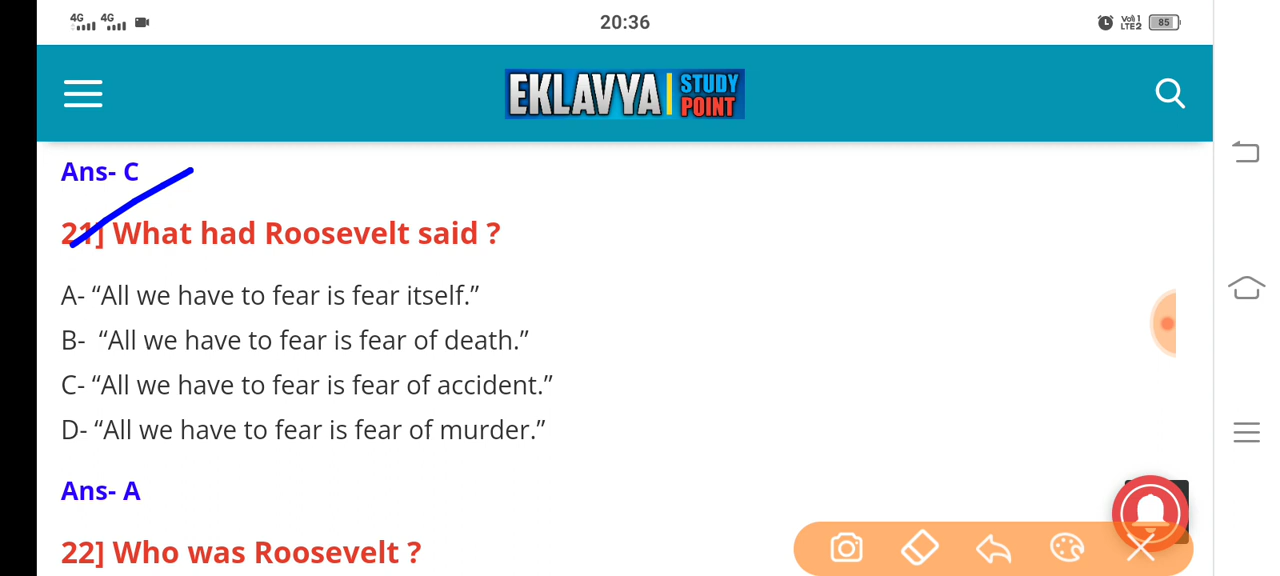 4G 4G 20:36 Vo) 1 LTE2 85
EKLAVYA STUDY POINT
Ans- C
21] What had Roosevelt said ?
A- “All we have to fear is fear itself.”
B- “All we have to fear is fear of death.”
C- “All we have to fear is fear of accident.”
D- “All we have to fear is fear of murder.”
Ans- A
22] Who was Roosevelt ?